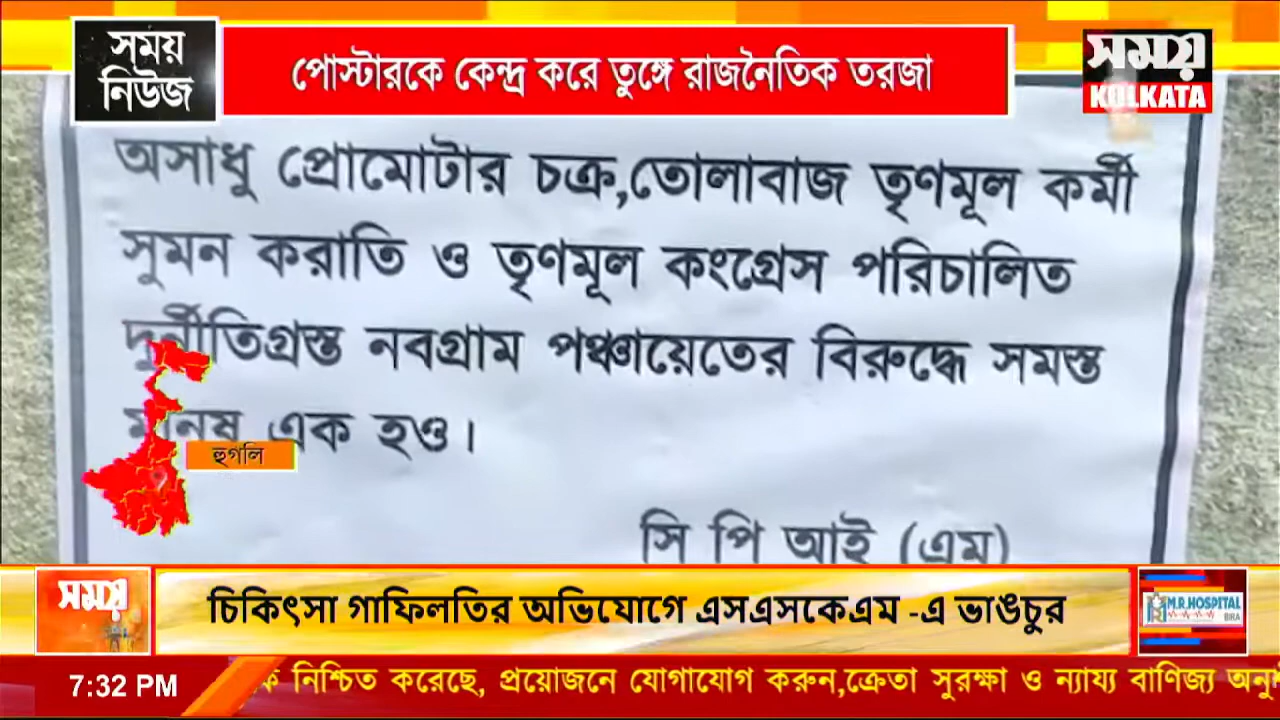 সময় নিউজ
পোস্টারকে কেন্দ্র করে তুঙ্গে রাজনৈতিক তরজা
সময়
KOLKATA
অসাধু প্রোমোটার চক্র,তোলাবাজ তৃণমূল কর্মী
সুমন করাতি ও তৃণমূল কংগ্রেস পরিচালিত
দুর্নীতিগ্রস্ত নবগ্রাম পঞ্চায়েতের বিরুদ্ধে সমস্ত
মানুষ এক হও।
হুগলি
সি পি আই (এম)
সময়
চিকিৎসা গাফিলতির অভিযোগে এসএসকেএম -এ ভাঙচুর
M.R.HOSPITAL
BIRA
7:32 PM
নিশ্চিত করেছে, প্রয়োজনে যোগাযোগ করুন,ক্রেতা সুরক্ষা ও ন্যায্য বাণিজ্য